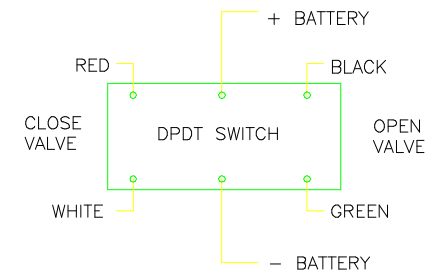 + BATTERY
RED
BLACK
CLOSE
VALVE
DPDT SWITCH
OPEN
VALVE
WHITE
GREEN
- BATTERY